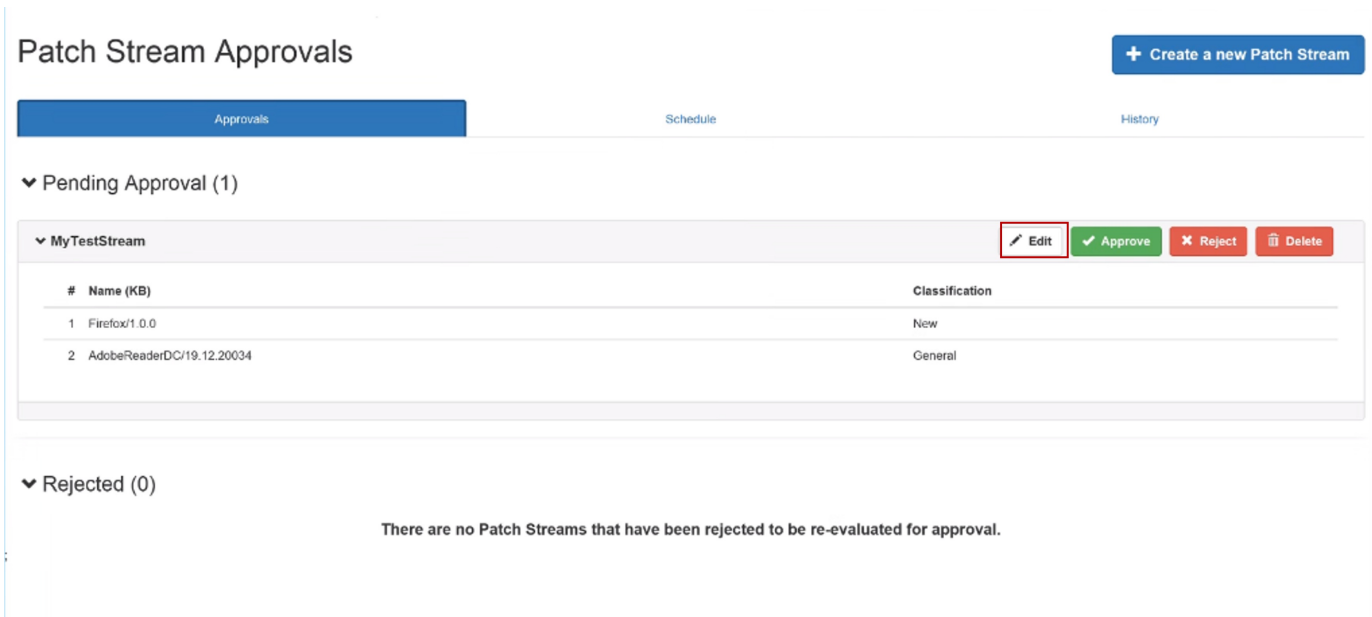 Patch Stream Approvals
Create a new Patch Stream
Approvals Schedule History
Pending Approval (1)
MyTestStream Edit Approve Reject Delete
# Name (KB) Classification
1 Firefox/1.0.0 New
2 AdobeReaderDC/19.12.20034 General
Rejected (0)
There are no Patch Streams that have been rejected to be re-evaluated for approval.
;